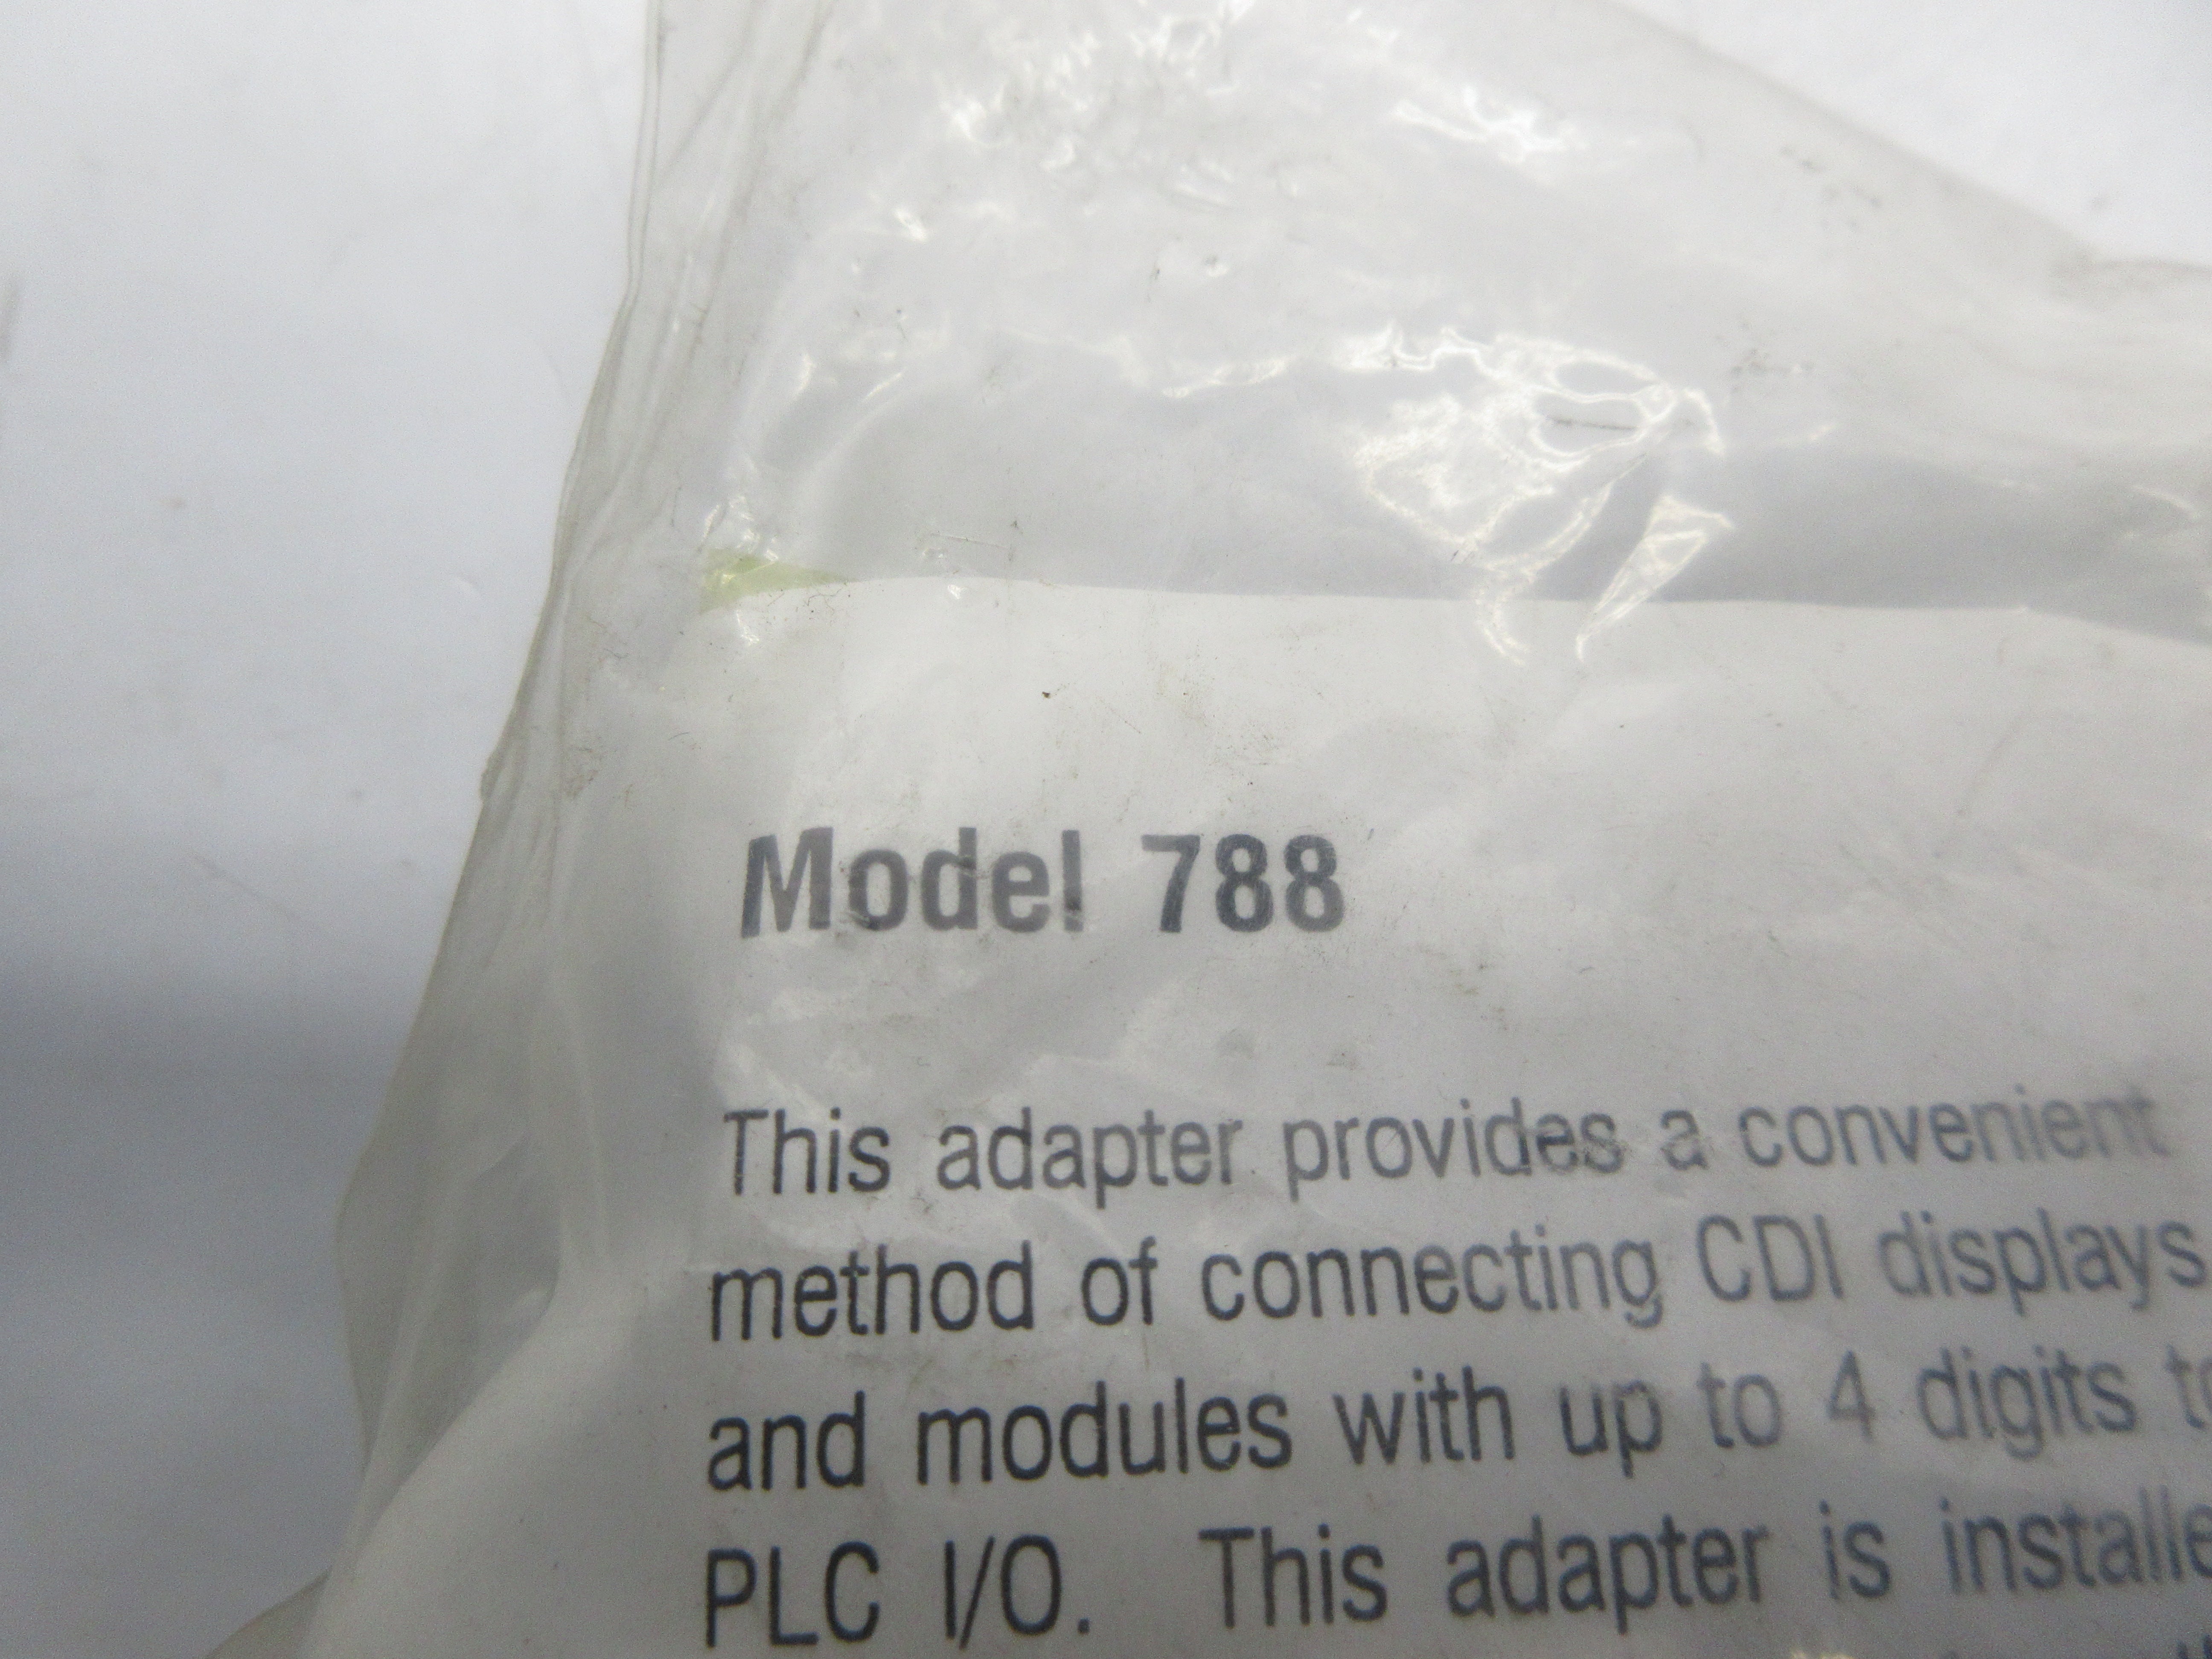 Model 788
This adapter provides a convenient
method of connecting CDI displays
and modules with up to 4 digits
PLC I/O. This adapter is